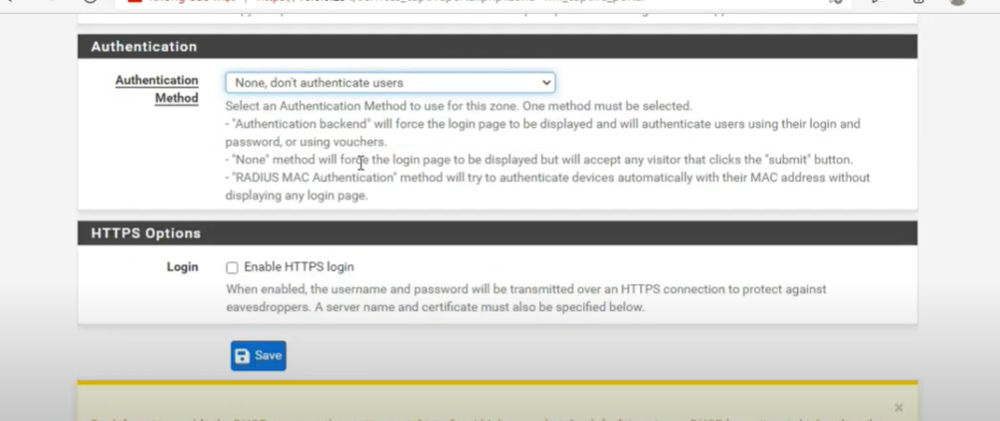 Authentication
Authentication
Method
None, don't authenticate users
Select an Authentication Method to use for this zone. One method must be selected.
- "Authentication backend" will force the login page to be displayed and will authenticate users using their login and
password, or using vouchers.
- "None" method will force the login page to be displayed but will accept any visitor that clicks the "submit" button.
- "RADIUS MAC Authentication" method will try to authenticate devices automatically with their MAC address without
displaying any login page.
HTTPS Options
Login
Enable HTTPS login
When enabled, the username and password will be transmitted over an HTTPS connection to protect against
eavesdroppers. A server name and certificate must also be specified below.
Save
×